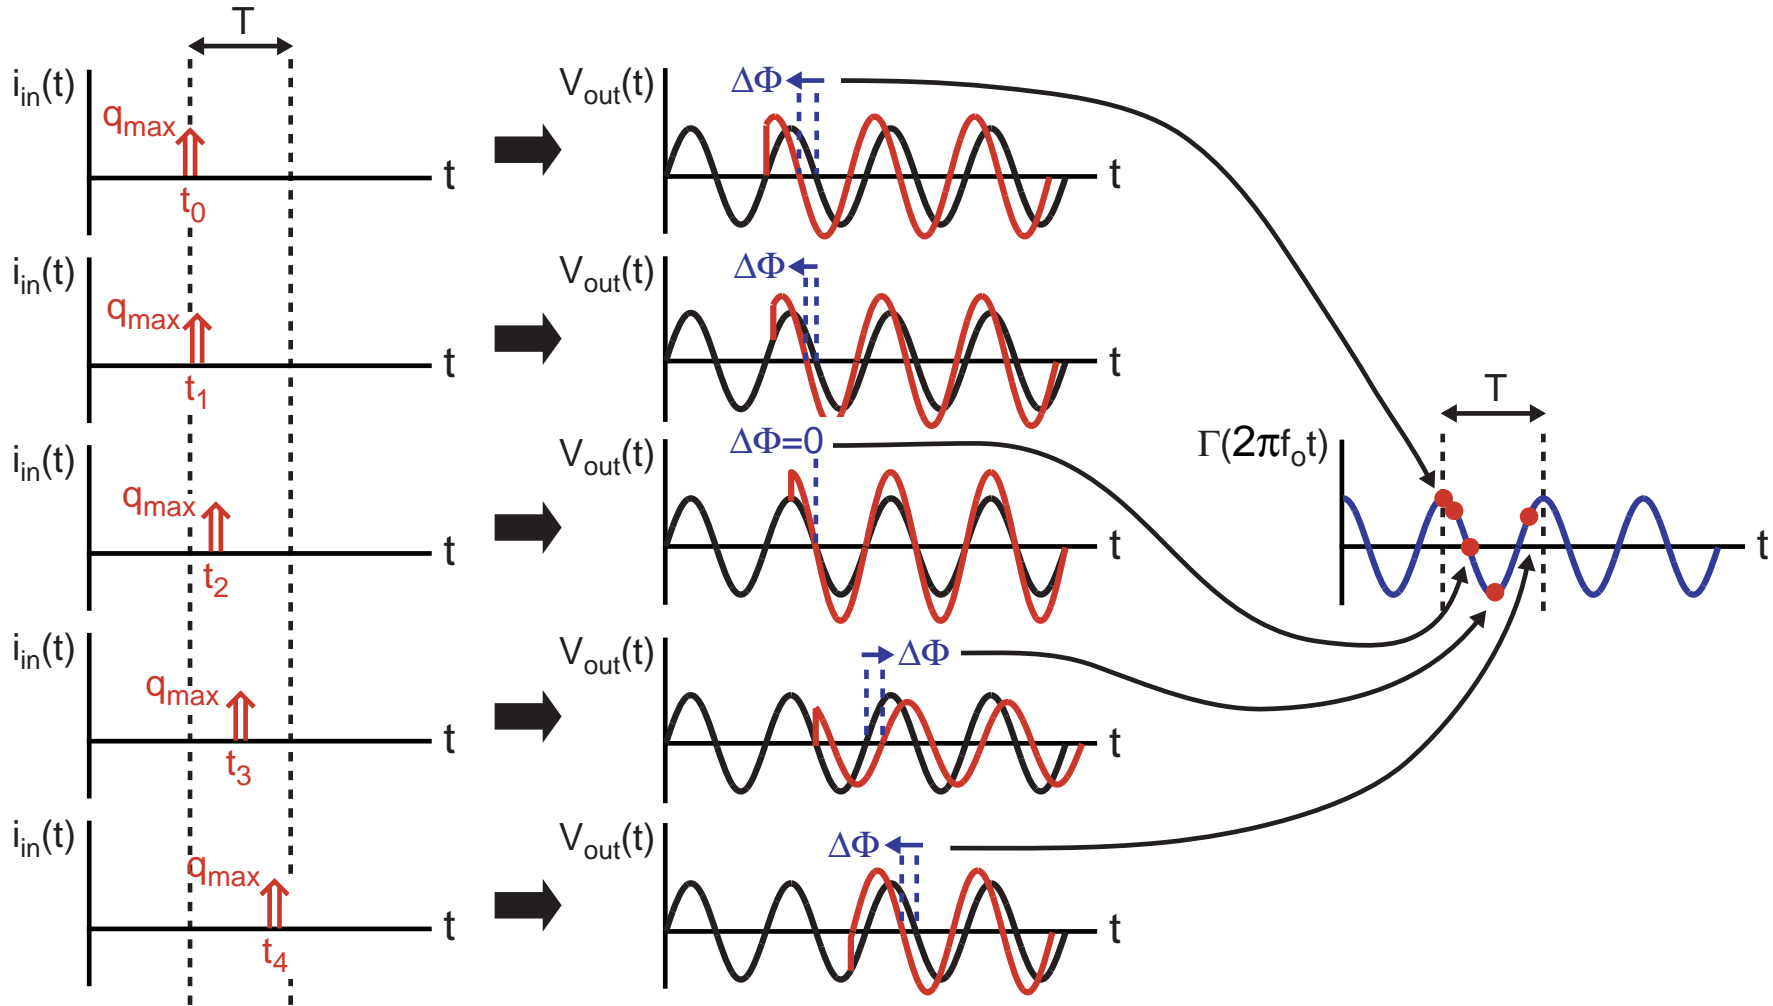 T
i_in(t)
q_max
t
t_0
V_out(t)
ΔΦ
t
i_in(t)
q_max
t
t_1
V_out(t)
ΔΦ
t
i_in(t)
q_max
t
t_2
V_out(t)
ΔΦ=0
t
i_in(t)
q_max
t
t_3
V_out(t)
ΔΦ
t
i_in(t)
q_max
t
t_4
V_out(t)
ΔΦ
t
T
Γ(2πf_o t)
t